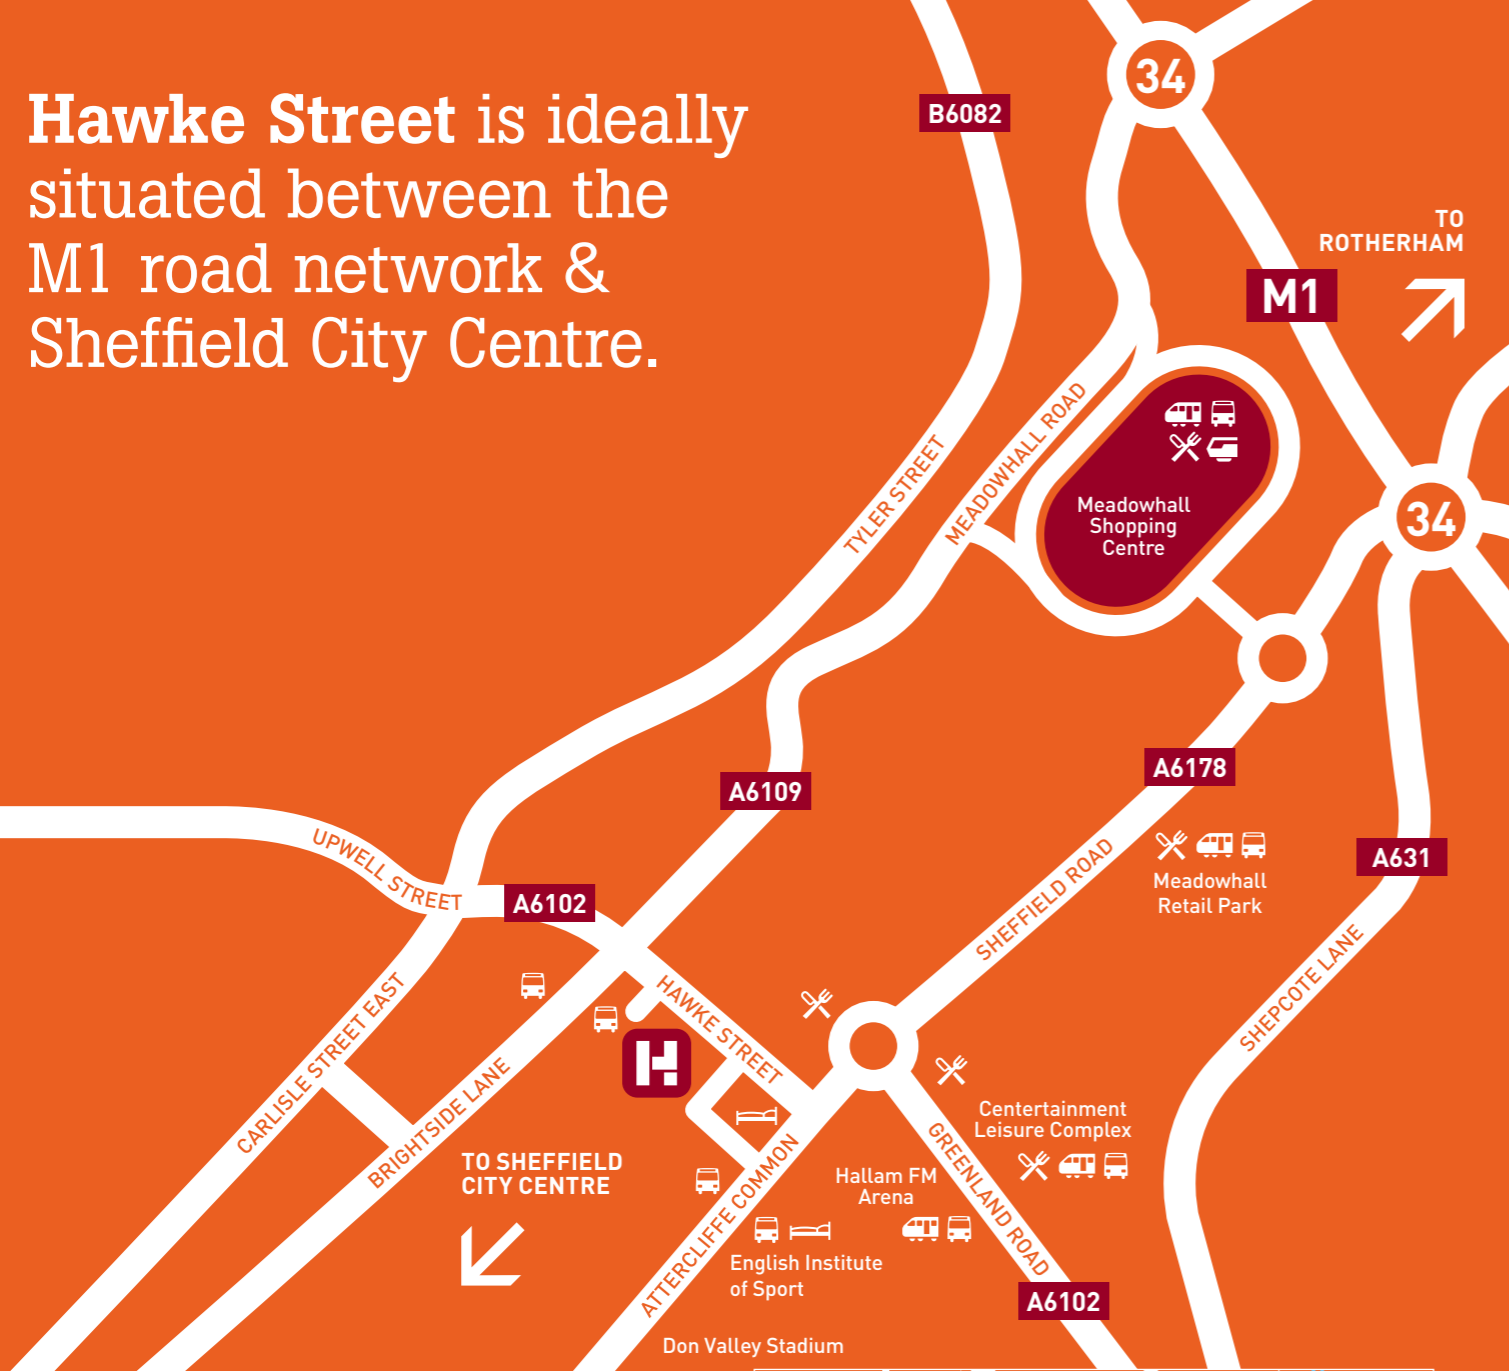 Hawke Street is ideally
situated between the
M1 road network &
Sheffield City Centre.
34
B6082
TO
ROTHERHAM
M1
MEADOWHALL ROAD
TYLER STREET
Meadowhall
Shopping
Centre
34
A6178
A6109
UPWELL STREET
A6102
SHEFFIELD ROAD
Meadowhall
Retail Park
A631
SHEPCOTE LANE
CARLISLE STREET EAST
HAWKE STREET
H
BRIGHTSIDE LANE
TO SHEFFIELD
CITY CENTRE
ATTERCLIFFE COMMON
Centertainment
Leisure Complex
GREENLAND ROAD
Hallam FM
Arena
English Institute
of Sport
A6102
Don Valley Stadium